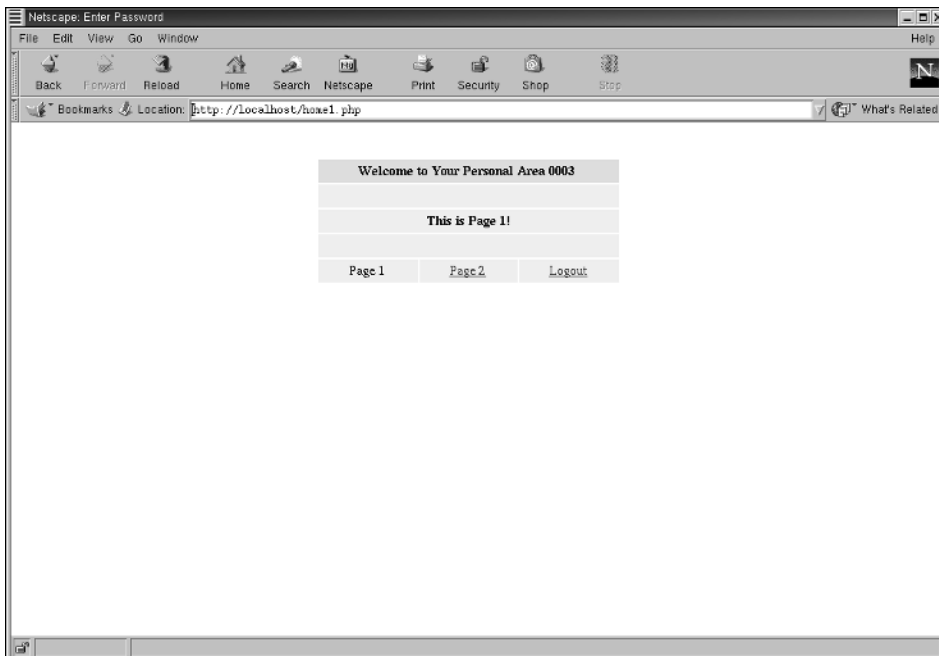 Netscape: Enter Password
File Edit View Go Window Help
Back Forward Reload Home Search Netscape Print Security Shop Stop
Bookmarks Location: http://localhost/home1.php What's Related
Welcome to Your Personal Area 0003
This is Page 1!
Page 1 Page 2 Logout